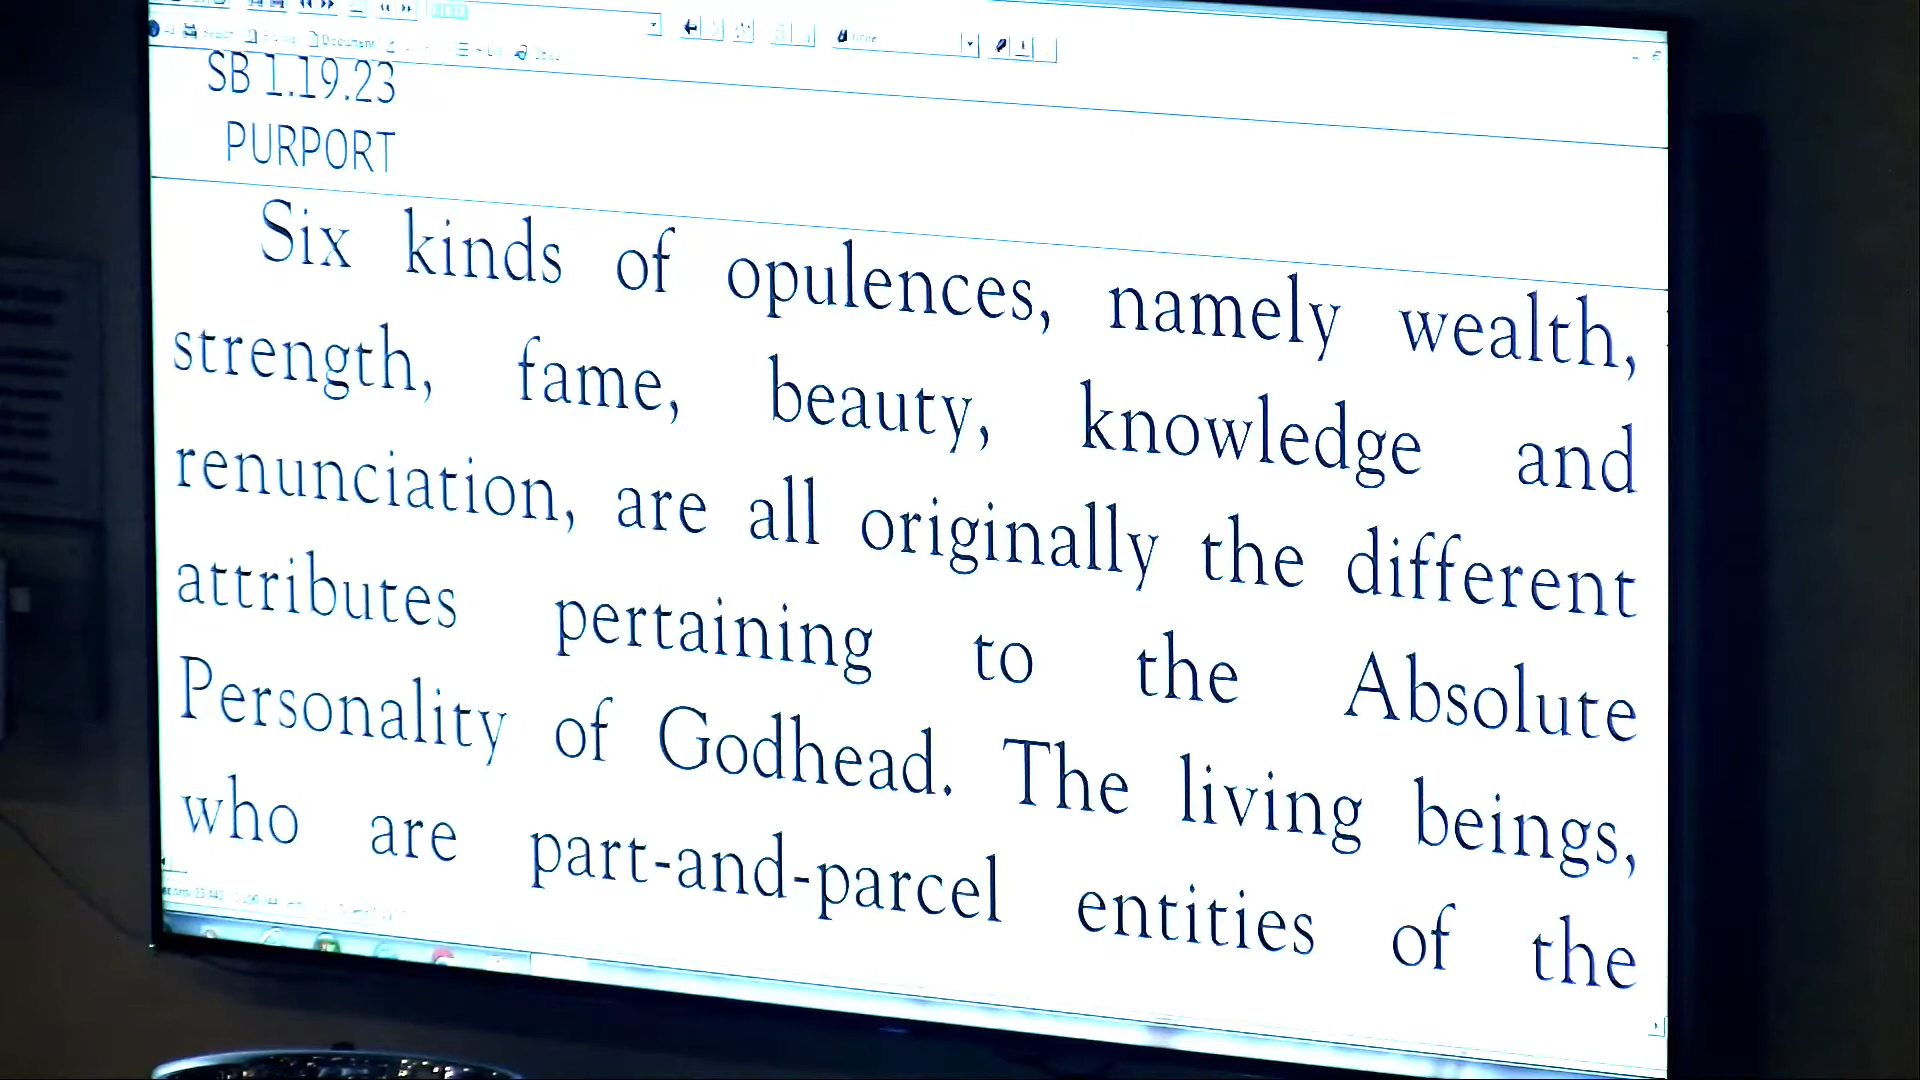 Document
SB 1.19.23
PURPORT
Six kinds of opulences, namely wealth,
strength, fame, beauty, knowledge and
renunciation, are all originally the different
attributes pertaining to the Absolute
Personality of Godhead. The living beings,
who are part-and-parcel entities of the